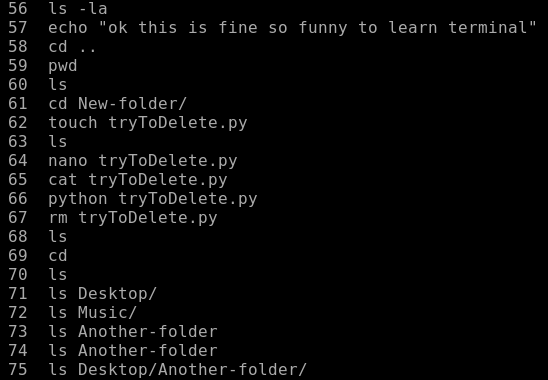 56  ls -la
57  echo "ok this is fine so funny to learn terminal"
58  cd ..
59  pwd
60  ls
61  cd New-folder/
62  touch tryToDelete.py
63  ls
64  nano tryToDelete.py
65  cat tryToDelete.py
66  python tryToDelete.py
67  rm tryToDelete.py
68  ls
69  cd
70  ls
71  ls Desktop/
72  ls Music/
73  ls Another-folder
74  ls Another-folder
75  ls Desktop/Another-folder/